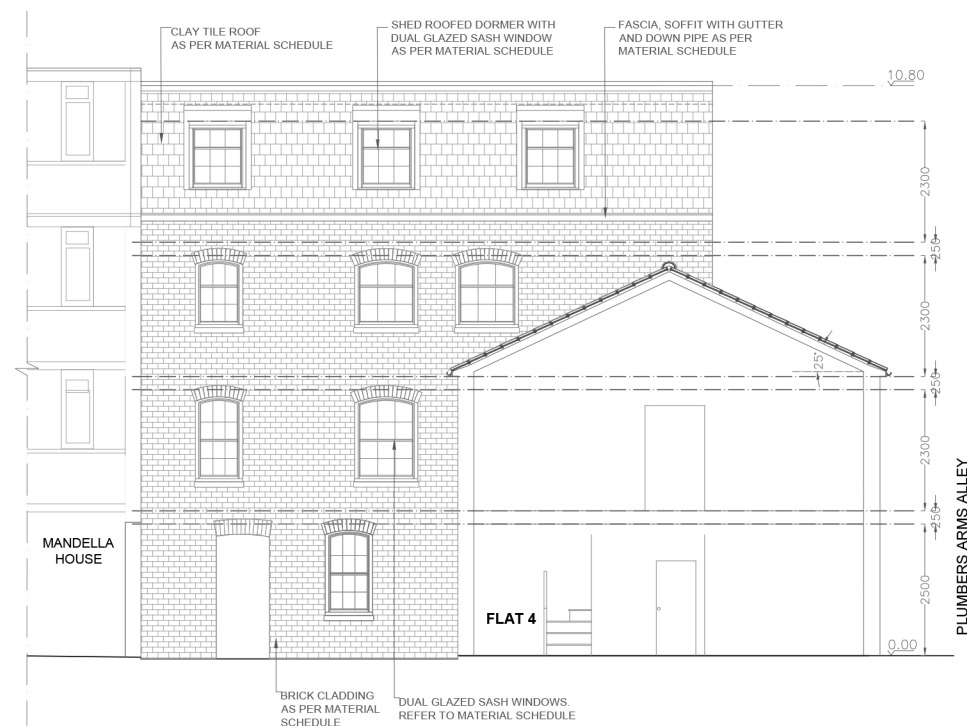 CLAY TILE ROOF
AS PER MATERIAL SCHEDULE
SHED ROOFED DORMER WITH
DUAL GLAZED SASH WINDOW
AS PER MATERIAL SCHEDULE
FASCIA, SOFFIT WITH GUTTER
AND DOWN PIPE AS PER
MATERIAL SCHEDULE
10.80
2300
250
2300
25°
250
2300
250
2500
0.00
MANDELLA
HOUSE
FLAT 4
PLUMBERS ARMS ALLEY
BRICK CLADDING
AS PER MATERIAL
SCHEDULE
DUAL GLAZED SASH WINDOWS.
REFER TO MATERIAL SCHEDULE